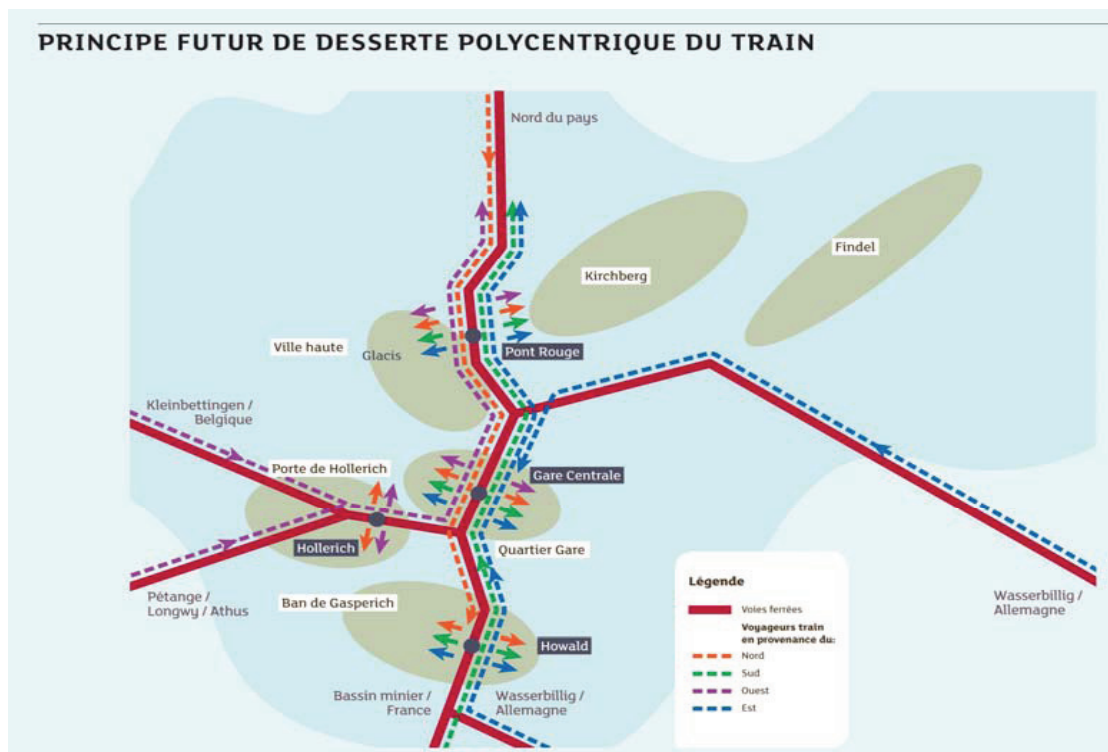 PRINCIPE FUTUR DE DESSERTE POLYCENTRIQUE DU TRAIN
Nord du pays
Findel
Kirchberg
Ville haute
Glacis
Pont Rouge
Kleinbettingen /
Belgique
Porte de Hollerich
Gare Centrale
Hollerich
Quartier Gare
Pétange /
Longwy / Athus
Ban de Gasperich
Howald
Wasserbillig /
Allemagne
Bassin minier /
France
Wasserbillig /
Allemagne
Légende
Voies ferrées
Voyageurs train
en provenance du:
Nord
Sud
Ouest
Est